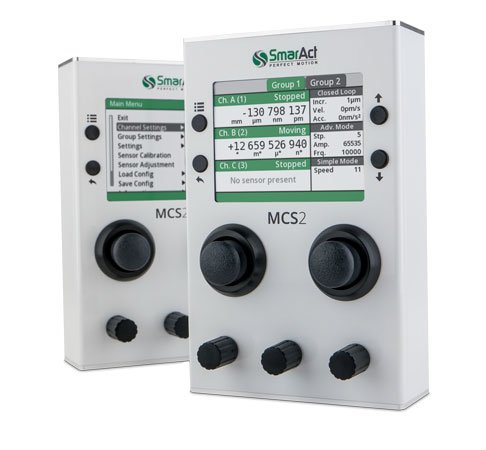 SmarAct
PERFECT MOTION
Main Menu
Exit
Channel Settings
Group Settings
Settings
Sensor Calibration
Sensor Adjustment
Load Config
Save Config
MCS2
SmarAct
PERFECT MOTION
Group 1 Group 2
Ch. A (1) Stopped
-130 798 137
mm µm nm pm
Ch. B (2) Moving
+12 659 526 940
° m° µ° n°
Ch. C (3) Stopped
No sensor present
Closed Loop
Incr. 1µm
Vel. 0pm/s
Acc. 0nm/s²
Adv. Mode
Stp. 5
Amp. 65535
Frq. 10000
Simple Mode
Speed 11
MCS2